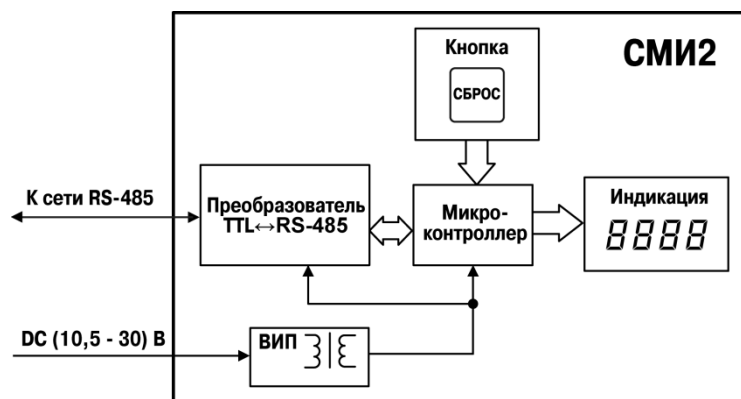 Кнопка
СБРОС
СМИ2
К сети RS-485
Преобразователь
TTL↔RS-485
Микро-
контроллер
Индикация
8888
DC (10,5 - 30) В
ВИП